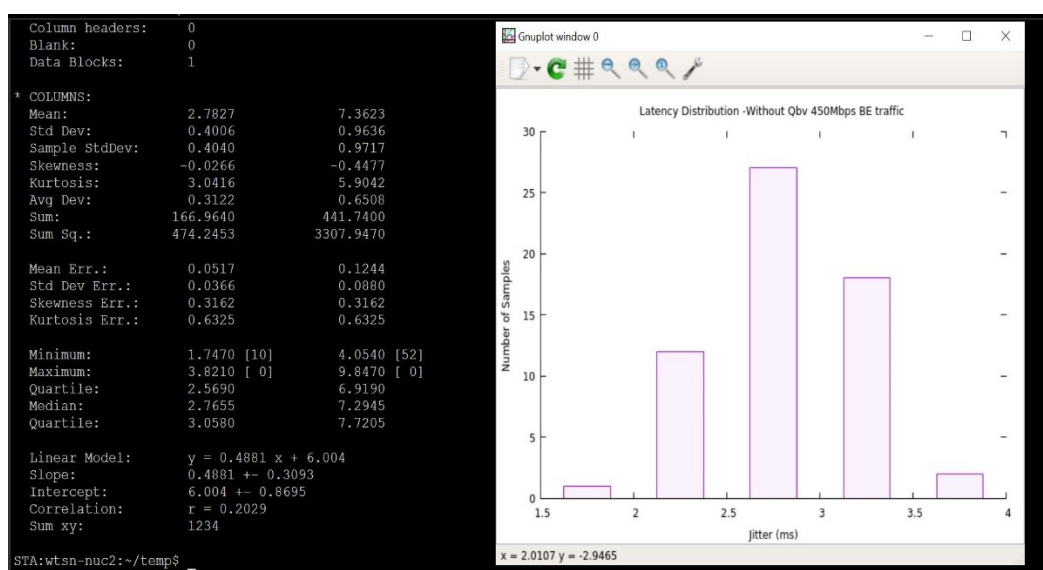 Column headers: 0
Blank: 0
Data Blocks: 1
* COLUMNS:
Mean: 2.7827 7.3623
Std Dev: 0.4006 0.9636
Sample StdDev: 0.4040 0.9717
Skewness: -0.0266 -0.4477
Kurtosis: 3.0416 5.9042
Avg Dev: 0.3122 0.6508
Sum: 166.9640 441.7400
Sum Sq.: 474.2453 3307.9470
Mean Err.: 0.0517 0.1244
Std Dev Err.: 0.0366 0.0880
Skewness Err.: 0.3162 0.3162
Kurtosis Err.: 0.6325 0.6325
Minimum: 1.7470 [10] 4.0540 [52]
Maximum: 3.8210 [ 0] 9.8470 [ 0]
Quartile: 2.5690 6.9190
Median: 2.7655 7.2945
Quartile: 3.0580 7.7205
Linear Model: y = 0.4881 x + 6.004
Slope: 0.4881 +- 0.3093
Intercept: 6.004 +- 0.8695
Correlation: r = 0.2029
Sum xy: 1234
STA:wtsn-nuc2:~/temp$
Gnuplot window 0
Latency Distribution -Without Qbv 450Mbps BE traffic
Number of Samples
30
25
20
15
10
5
0
1.5 2 2.5 3 3.5 4
Jitter (ms)
x = 2.0107 y = -2.9465